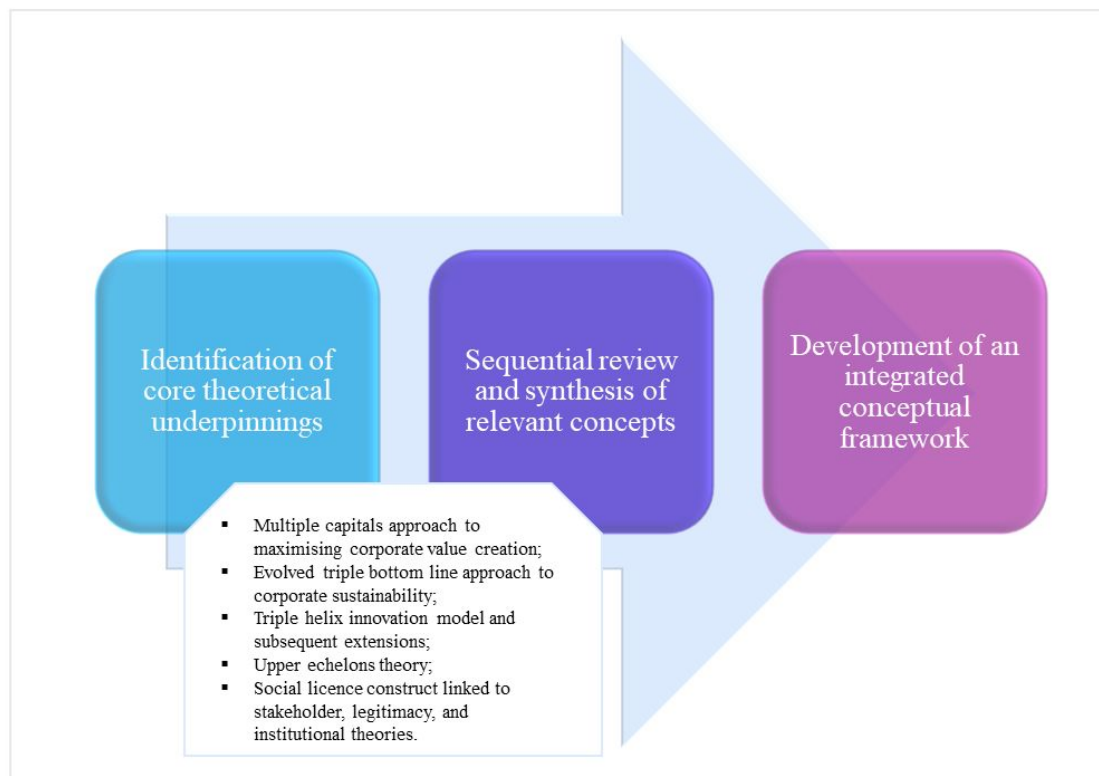 Identification of
core theoretical
underpinnings
Sequential review
and synthesis of
relevant concepts
Development of an
integrated
conceptual
framework
▪ Multiple capitals approach to
maximising corporate value creation;
▪ Evolved triple bottom line approach to
corporate sustainability;
▪ Triple helix innovation model and
subsequent extensions;
▪ Upper echelons theory;
▪ Social licence construct linked to
stakeholder, legitimacy, and
institutional theories.